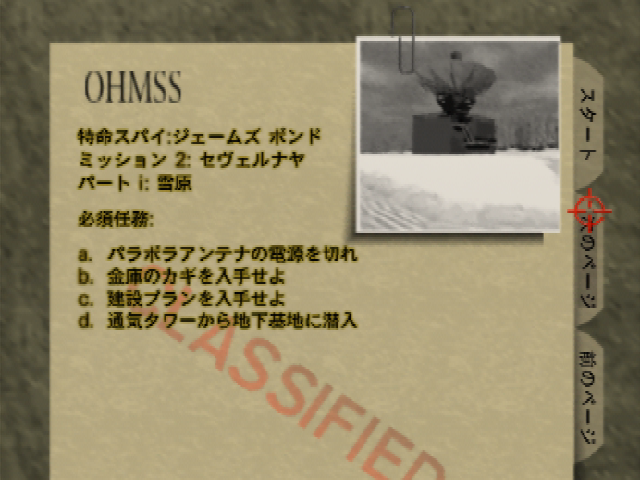 OHMSS
特命スパイ:ジェームズ ボンド
ミッション 2: セヴェルナヤ
パート i: 雪原
必須任務:
a. パラボラアンテナの電源を切れ
b. 金庫のカギを入手せよ
c. 建設プランを入手せよ
d. 通気タワーから地下基地に潜入
CLASSIFIED
スタート
のページ
前のページ